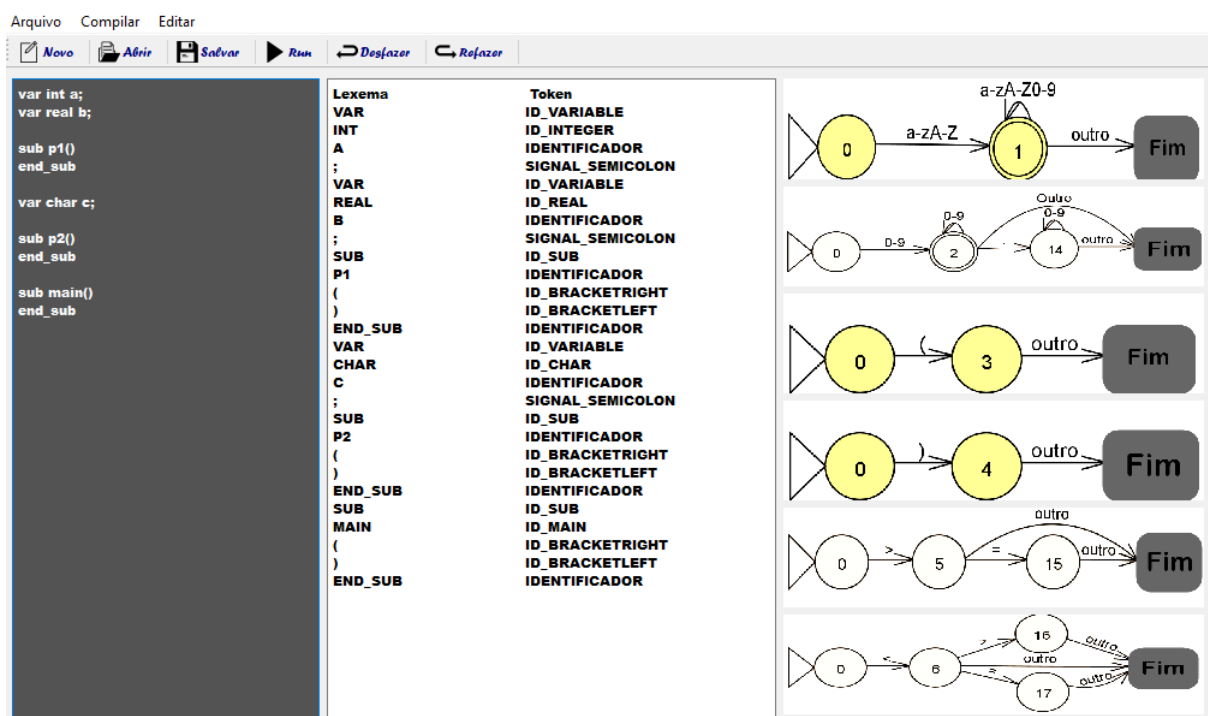 Arquivo Compilar Editar
Novo Abrir Salvar Run Desfazer Refazer
var int a;
var real b;
sub p1()
end_sub
var char c;
sub p2()
end_sub
sub main()
end_sub
Lexema Token
VAR ID_VARIABLE
INT ID_INTEGER
A IDENTIFICADOR
; SIGNAL_SEMICOLON
VAR ID_VARIABLE
REAL ID_REAL
B IDENTIFICADOR
; SIGNAL_SEMICOLON
SUB ID_SUB
P1 IDENTIFICADOR
( ID_BRACKETRIGHT
) ID_BRACKETLEFT
END_SUB IDENTIFICADOR
VAR ID_VARIABLE
CHAR ID_CHAR
C IDENTIFICADOR
; SIGNAL_SEMICOLON
SUB ID_SUB
P2 IDENTIFICADOR
( ID_BRACKETRIGHT
) ID_BRACKETLEFT
END_SUB IDENTIFICADOR
SUB ID_SUB
MAIN ID_MAIN
( ID_BRACKETRIGHT
) ID_BRACKETLEFT
END_SUB IDENTIFICADOR
a-zA-Z0-9
0 a-zA-Z 1 outro Fim
Outro
0-9 0-9
0 0-9 2 14 outro Fim
0 ( 3 outro Fim
0 ) 4 outro Fim
outro
0 > 5 = 15 outro Fim
> 16 outro
0 < 6 outro Fim
= 17 outro